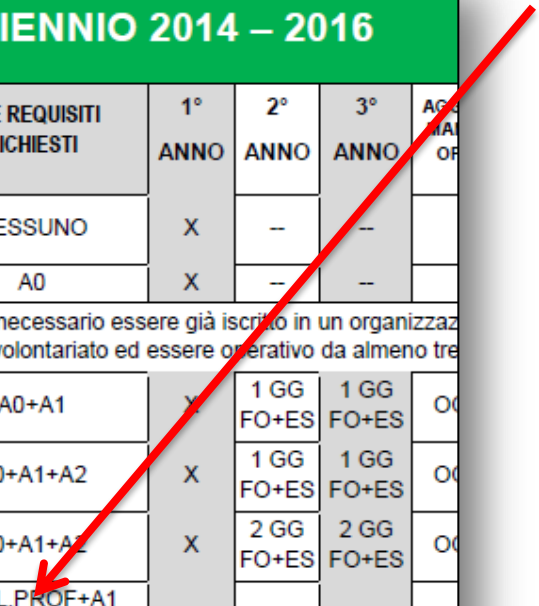 IENNIO 2014 – 2016
E REQUISITI
ICHIESTI
1°
ANNO
2°
ANNO
3°
ANNO
ESSUNO X -- --
A0 X -- --
necessario essere già iscritto in un organizzaz
volontariato ed essere operativo da almeno tre
A0+A1 X 1 GG FO+ES 1 GG FO+ES
0+A1+A2 X 1 GG FO+ES 1 GG FO+ES
0+A1+A2 X 2 GG FO+ES 2 GG FO+ES
L.PROF+A1